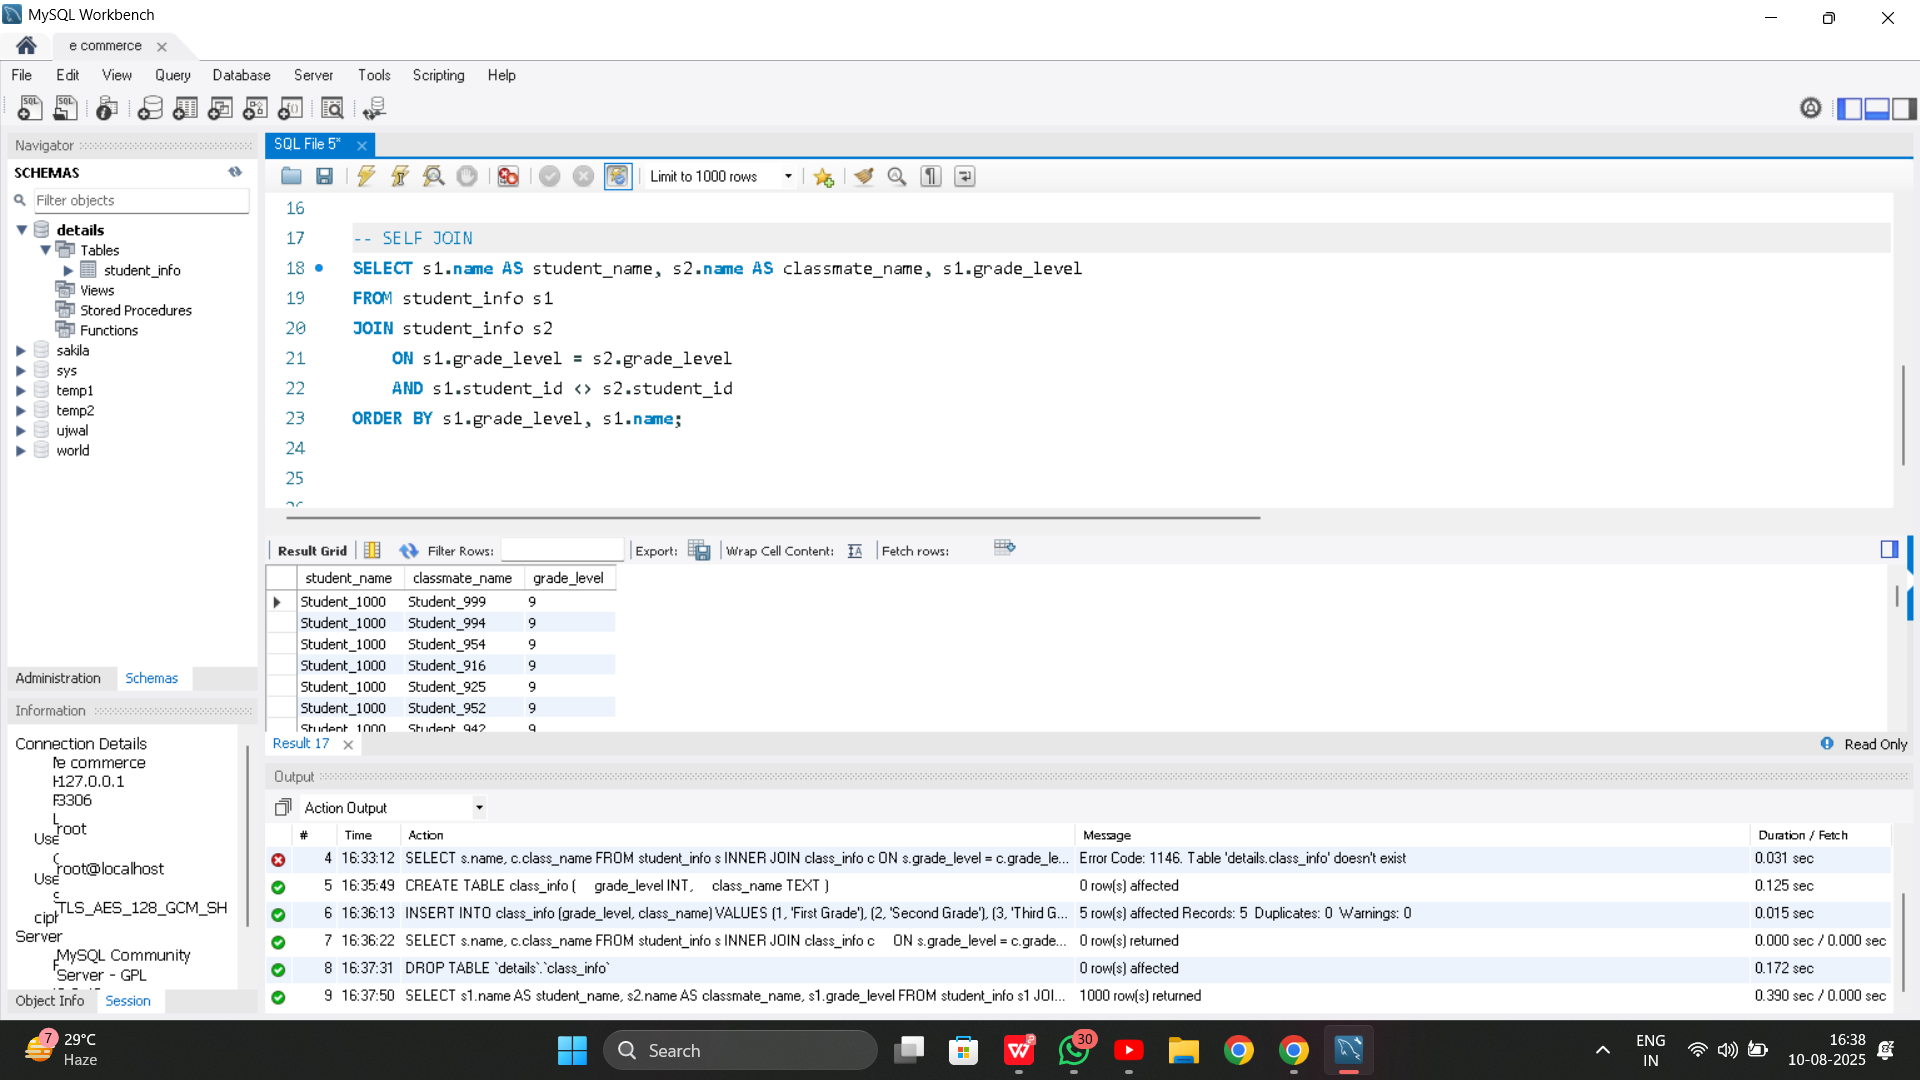 MySQL Workbench
e commerce
File Edit View Query Database Server Tools Scripting Help
Navigator
SCHEMAS
Filter objects
details
Tables
student_info
Views
Stored Procedures
Functions
sakila
sys
temp1
temp2
ujwal
world
Administration Schemas
Information
Connection Details
e commerce
127.0.0.1
3306
root
Use
root@localhost
Use
TLS_AES_128_GCM_SH
ciph
Server
MySQL Community
Server - GPL
Object Info Session
SQL File 5*
Limit to 1000 rows
16
17 -- SELF JOIN
18 SELECT s1.name AS student_name, s2.name AS classmate_name, s1.grade_level
19 FROM student_info s1
20 JOIN student_info s2
21 ON s1.grade_level = s2.grade_level
22 AND s1.student_id <> s2.student_id
23 ORDER BY s1.grade_level, s1.name;
24
25
Result Grid Filter Rows: Export: Wrap Cell Content: Fetch rows:
student_name classmate_name grade_level
Student_1000 Student_999 9
Student_1000 Student_994 9
Student_1000 Student_954 9
Student_1000 Student_916 9
Student_1000 Student_925 9
Student_1000 Student_952 9
Student_1000 Student_942 9
Result 17
Read Only
Output
Action Output
# Time Action Message Duration / Fetch
4 16:33:12 SELECT s.name, c.class_name FROM student_info s INNER JOIN class_info c ON s.grade_level = c.grade_le... Error Code: 1146. Table 'details.class_info' doesn't exist 0.031 sec
5 16:35:49 CREATE TABLE class_info ( grade_level INT, class_name TEXT ) 0 row(s) affected 0.125 sec
6 16:36:13 INSERT INTO class_info (grade_level, class_name) VALUES (1, 'First Grade'), (2, 'Second Grade'), (3, 'Third G... 5 row(s) affected Records: 5 Duplicates: 0 Warnings: 0 0.015 sec
7 16:36:22 SELECT s.name, c.class_name FROM student_info s INNER JOIN class_info c ON s.grade_level = c.grade... 0 row(s) returned 0.000 sec / 0.000 sec
8 16:37:31 DROP TABLE `details`.`class_info` 0 row(s) affected 0.172 sec
9 16:37:50 SELECT s1.name AS student_name, s2.name AS classmate_name, s1.grade_level FROM student_info s1 JOI... 1000 row(s) returned 0.390 sec / 0.000 sec
7
29°C
Haze
Search
30
ENG
IN
16:38
10-08-2025